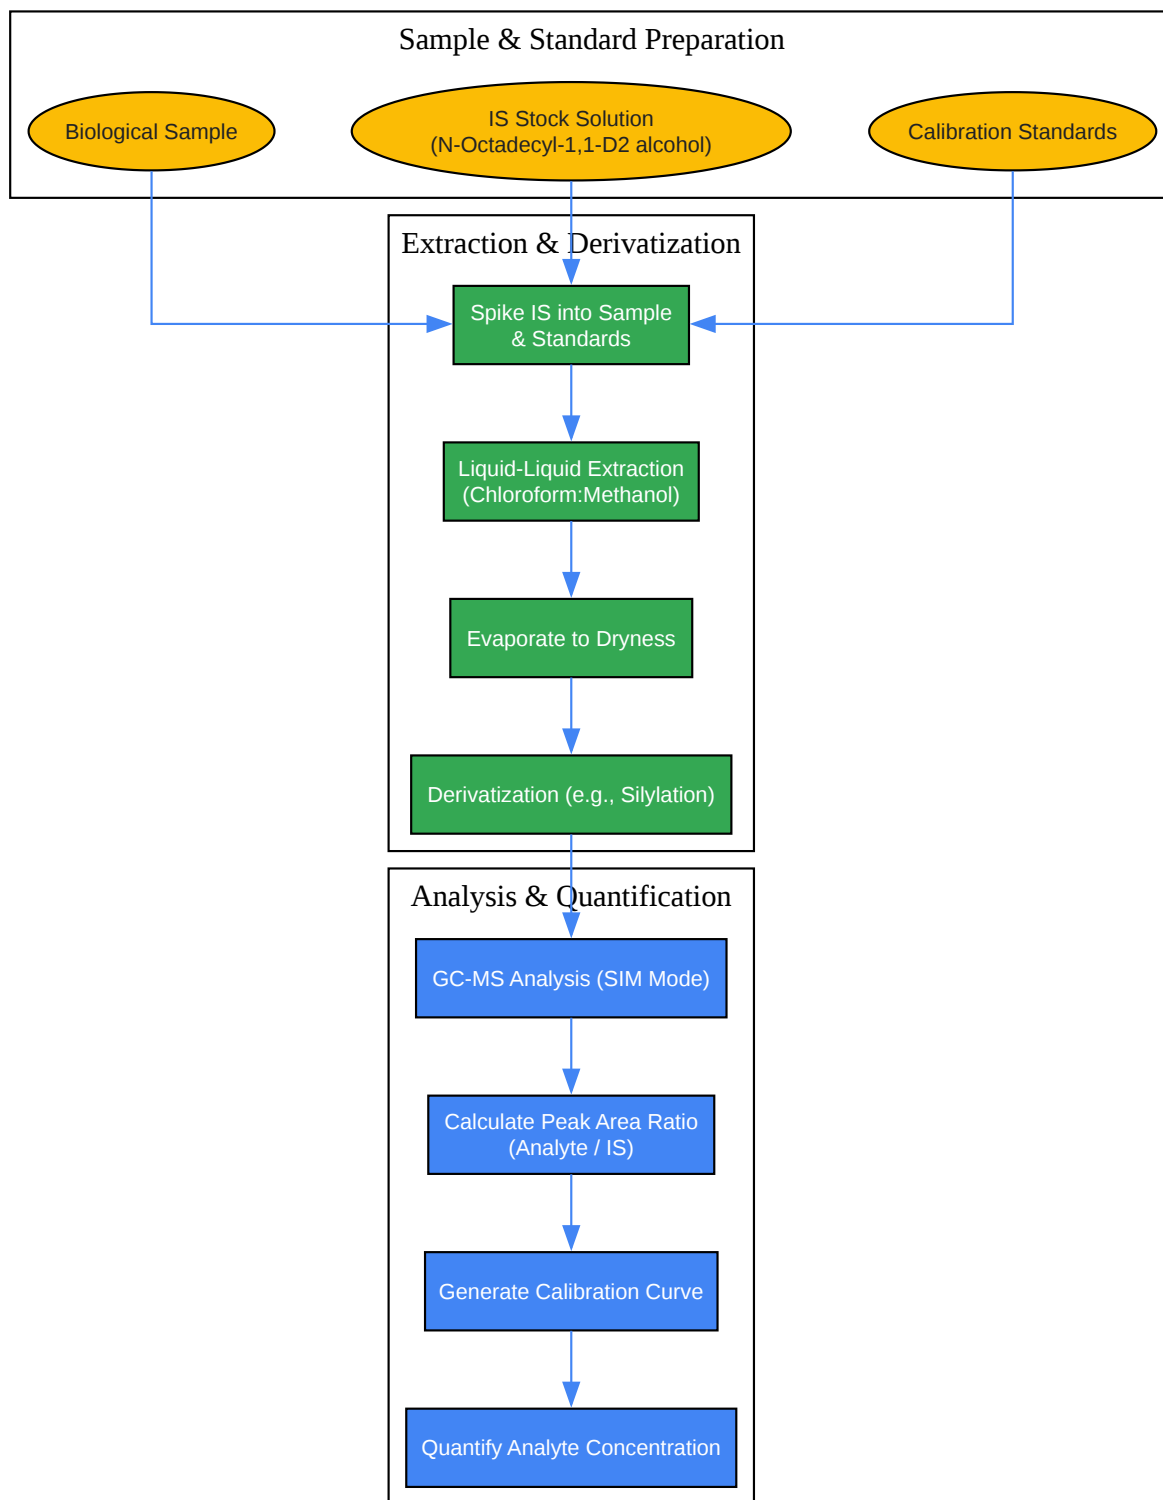 Sample & Standard Preparation
Biological Sample
IS Stock Solution
(N-Octadecyl-1,1-D2 alcohol)
Calibration Standards
Extraction & Derivatization
Spike IS into Sample
& Standards
Liquid-Liquid Extraction
(Chloroform:Methanol)
Evaporate to Dryness
Derivatization (e.g., Silylation)
Analysis & Quantification
GC-MS Analysis (SIM Mode)
Calculate Peak Area Ratio
(Analyte / IS)
Generate Calibration Curve
Quantify Analyte Concentration